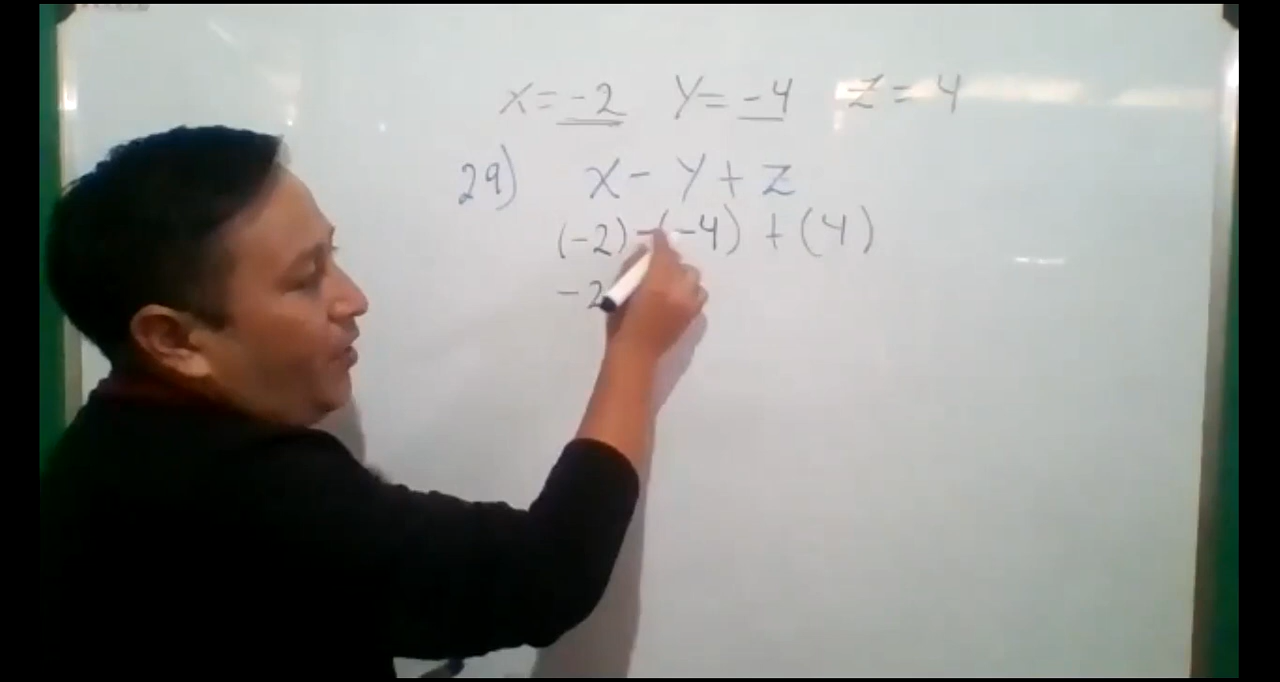 x = -2 y = -4 z = 4
29) x - y + z
(-2) - (-4) + (4)
-2